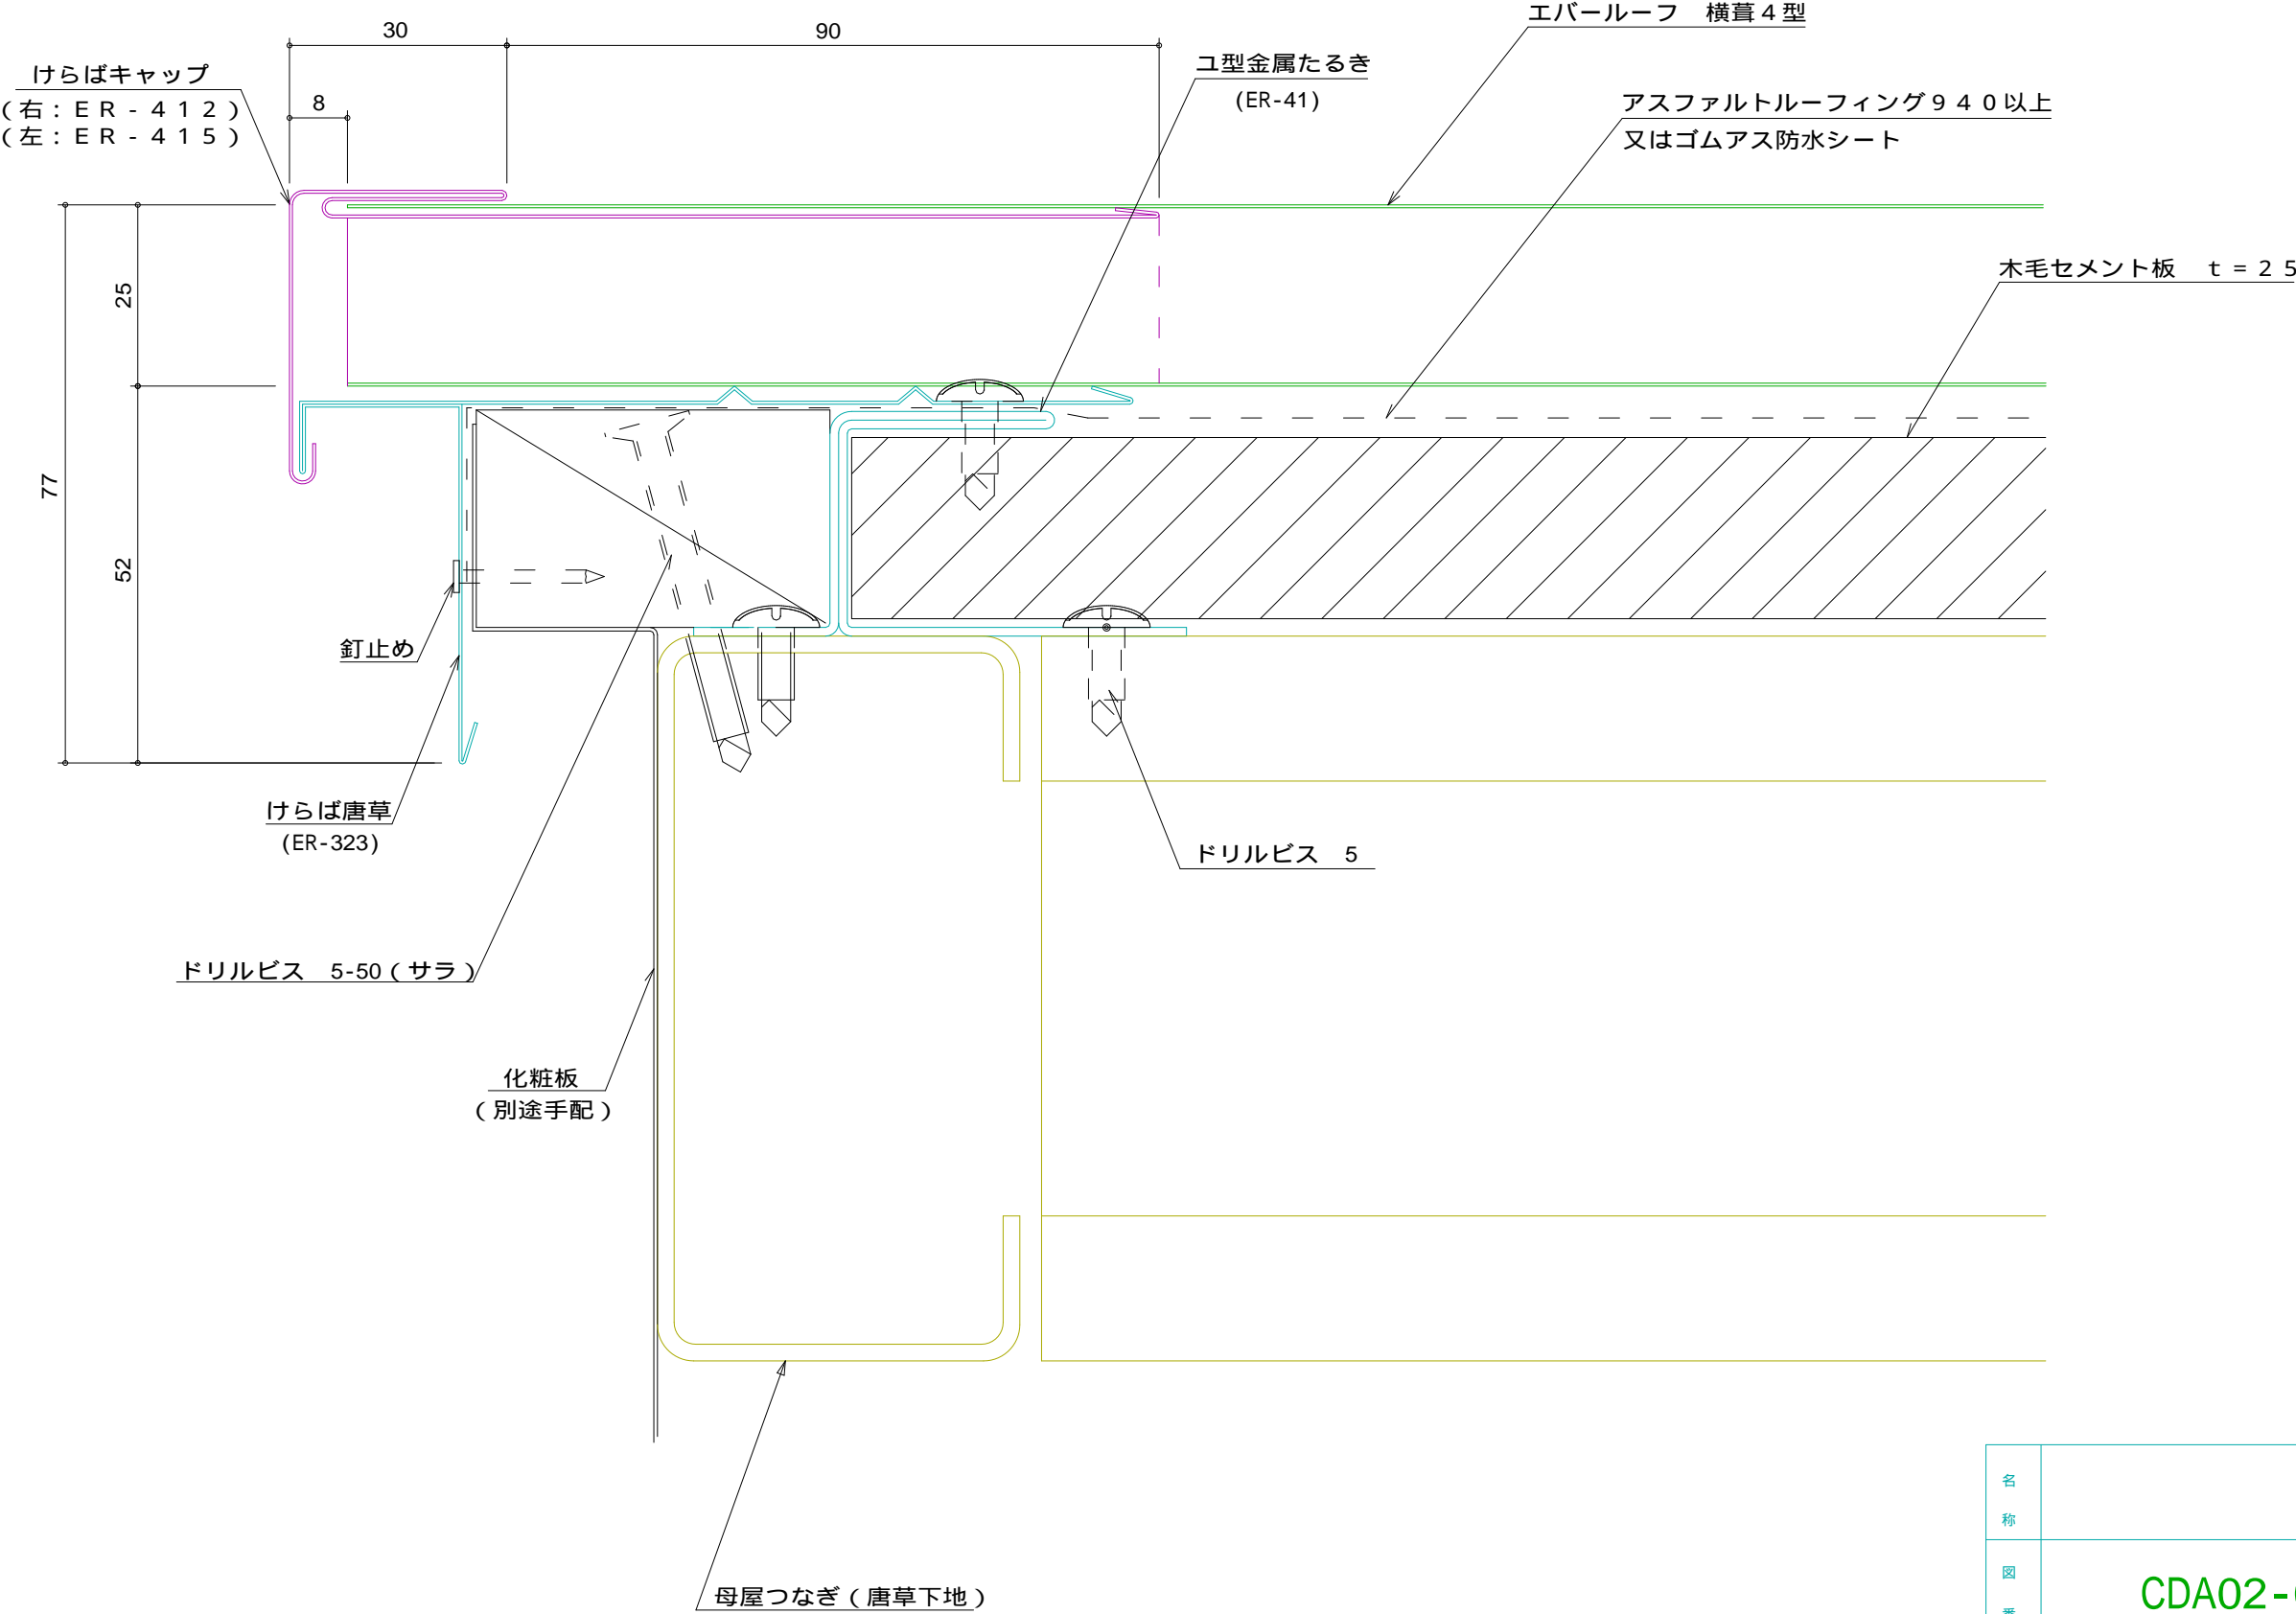 エバールーフ　横葺４型
30
90
けらばキャップ
（右：ＥＲ－４１２）
（左：ＥＲ－４１５）
8
ユ型金属たるき
(ER-41)
アスファルトルーフィング９４０以上
又はゴムアス防水シート
木毛セメント板　ｔ＝２５
25
77
52
釘止め
けらば唐草
(ER-323)
ドリルビス　5
ドリルビス　5-50（サラ）
化粧板
（別途手配）
母屋つなぎ（唐草下地）
名称
図
CDA02-